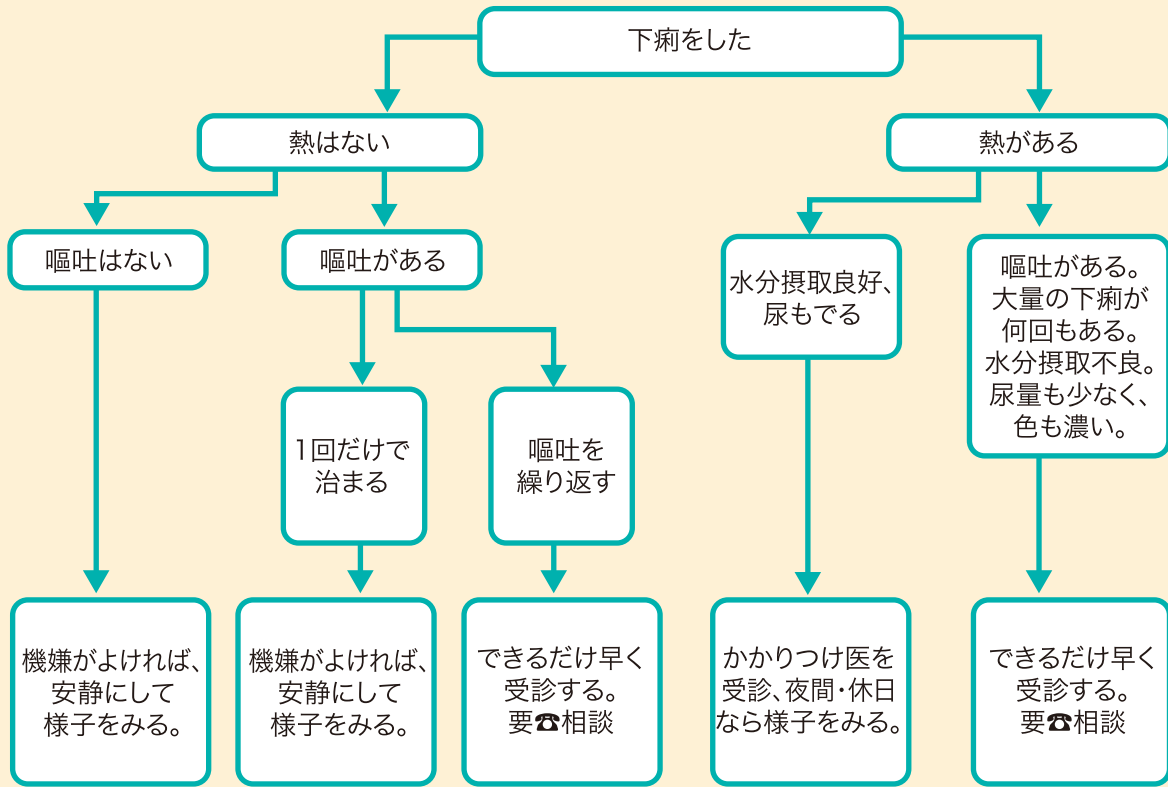 下痢をした
熱はない
熱がある
嘔吐はない
嘔吐がある
水分摂取良好、
尿もでる
嘔吐がある。
大量の下痢が
何回もある。
水分摂取不良。
尿量も少なく、
色も濃い。
1回だけで
治まる
嘔吐を
繰り返す
機嫌がよければ、
安静にして
様子をみる。
機嫌がよければ、
安静にして
様子をみる。
できるだけ早く
受診する。
要☎相談
かかりつけ医を
受診、夜間・休日
なら様子をみる。
できるだけ早く
受診する。
要☎相談